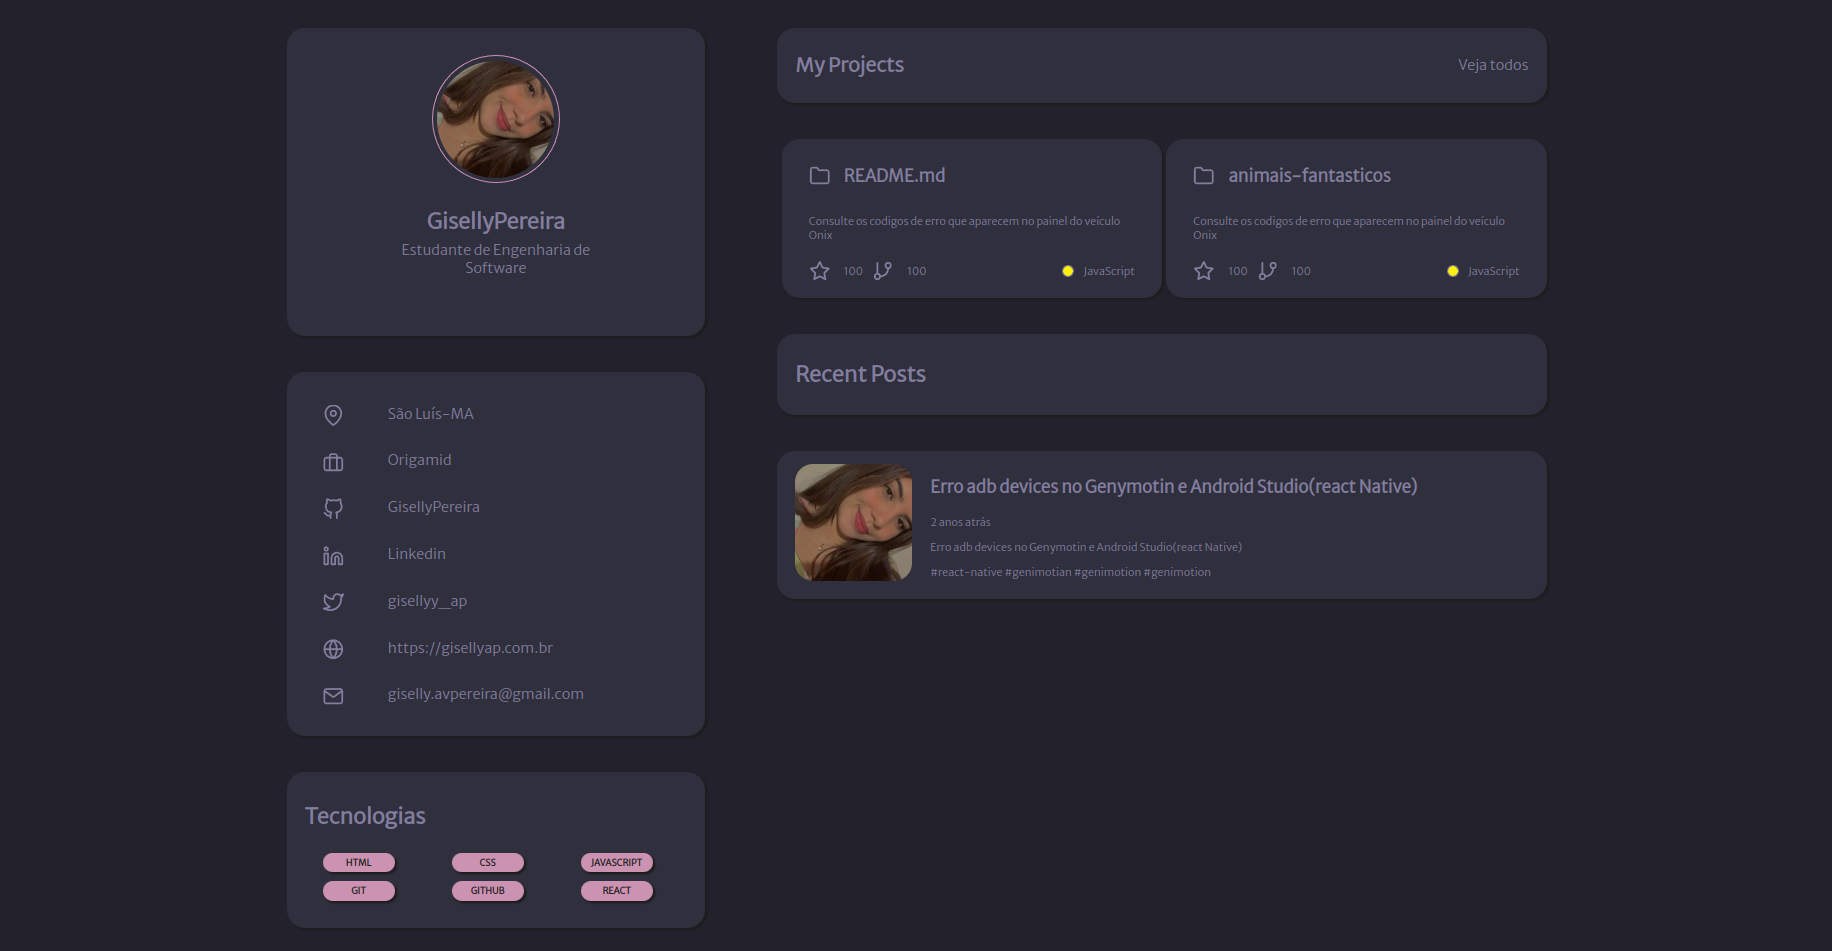 GisellyPereira
Estudante de Engenharia de
Software
São Luís-MA
Origamid
GisellyPereira
Linkedin
gisellyy_ap
https://gisellyap.com.br
giselly.avpereira@gmail.com
Tecnologias
HTML CSS JAVASCRIPT
GIT GITHUB REACT
My Projects Veja todos
README.md
Consulte os codigos de erro que aparecem no painel do veículo
Onix
100 100 JavaScript
animais-fantasticos
Consulte os codigos de erro que aparecem no painel do veículo
Onix
100 100 JavaScript
Recent Posts
Erro adb devices no Genymotin e Android Studio(react Native)
2 anos atrás
Erro adb devices no Genymotin e Android Studio(react Native)
#react-native #genimotian #genimotion #genimotion